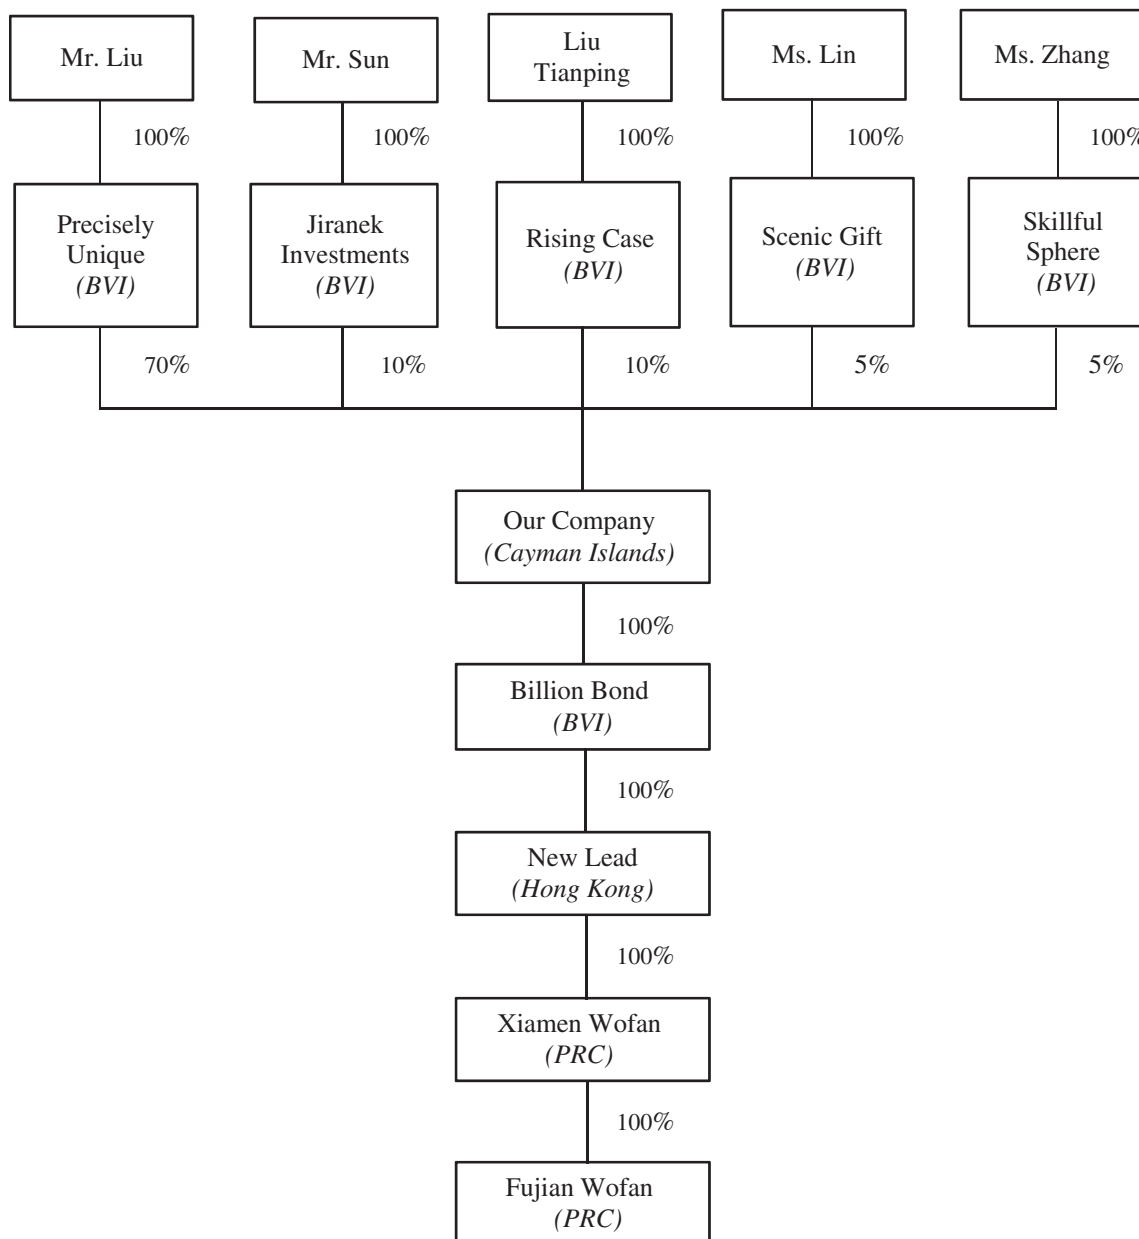 Mr. Liu
Mr. Sun
Liu
Tianping
Ms. Lin
Ms. Zhang
100%
100%
100%
100%
100%
Precisely
Unique
(BVI)
Jiranek
Investments
(BVI)
Rising Case
(BVI)
Scenic Gift
(BVI)
Skillful
Sphere
(BVI)
70%
10%
10%
5%
5%
Our Company
(Cayman Islands)
100%
Billion Bond
(BVI)
100%
New Lead
(Hong Kong)
100%
Xiamen Wofan
(PRC)
100%
Fujian Wofan
(PRC)